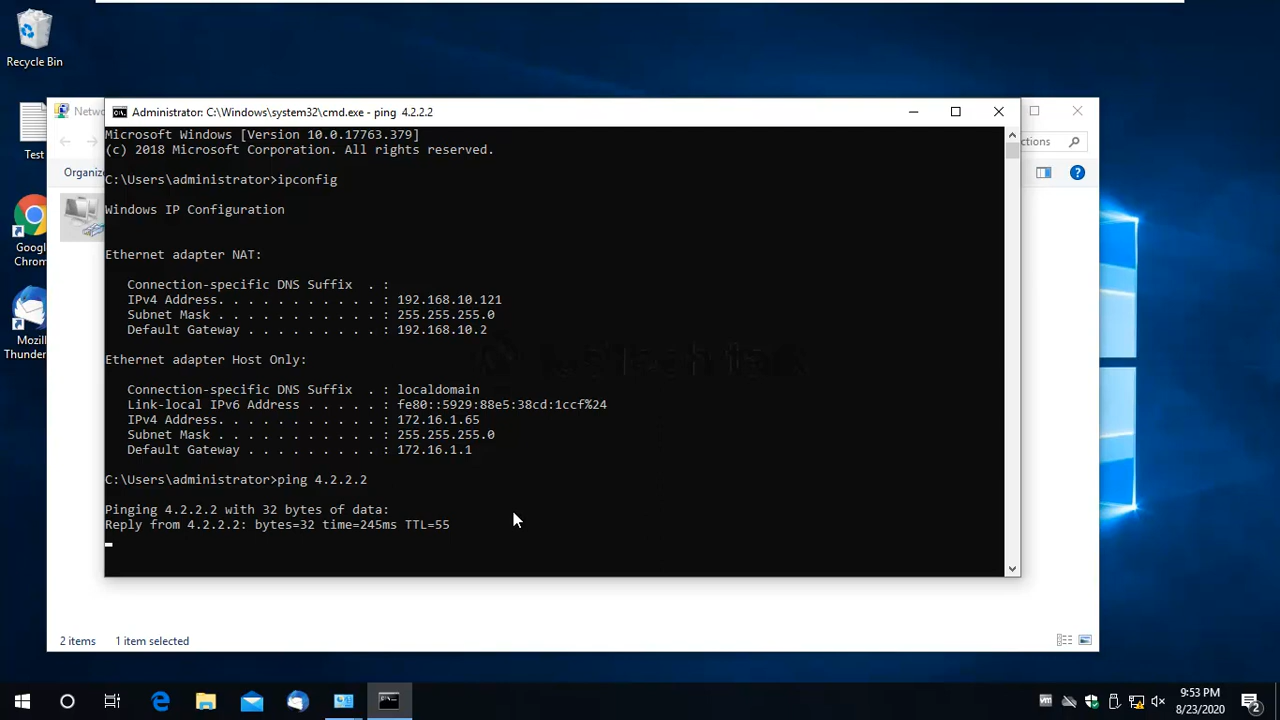 Recycle Bin
Test
Google
Chrom
Mozill
Thunde
Netwo
Administrator: C:\Windows\system32\cmd.exe - ping  4.2.2.2
ctions
Organiz
Microsoft Windows [Version 10.0.17763.379]
(c) 2018 Microsoft Corporation. All rights reserved.
C:\Users\administrator>ipconfig
Windows IP Configuration
Ethernet adapter NAT:
Connection-specific DNS Suffix  . :
IPv4 Address. . . . . . . . . . . : 192.168.10.121
Subnet Mask . . . . . . . . . . . : 255.255.255.0
Default Gateway . . . . . . . . . : 192.168.10.2
Ethernet adapter Host Only:
Connection-specific DNS Suffix  . : localdomain
Link-local IPv6 Address . . . . . : fe80::5929:88e5:38cd:1ccf%24
IPv4 Address. . . . . . . . . . . : 172.16.1.65
Subnet Mask . . . . . . . . . . . : 255.255.255.0
Default Gateway . . . . . . . . . : 172.16.1.1
C:\Users\administrator>ping 4.2.2.2
Pinging 4.2.2.2 with 32 bytes of data:
Reply from 4.2.2.2: bytes=32 time=245ms TTL=55
2 items
1 item selected
9:53 PM
8/23/2020
2